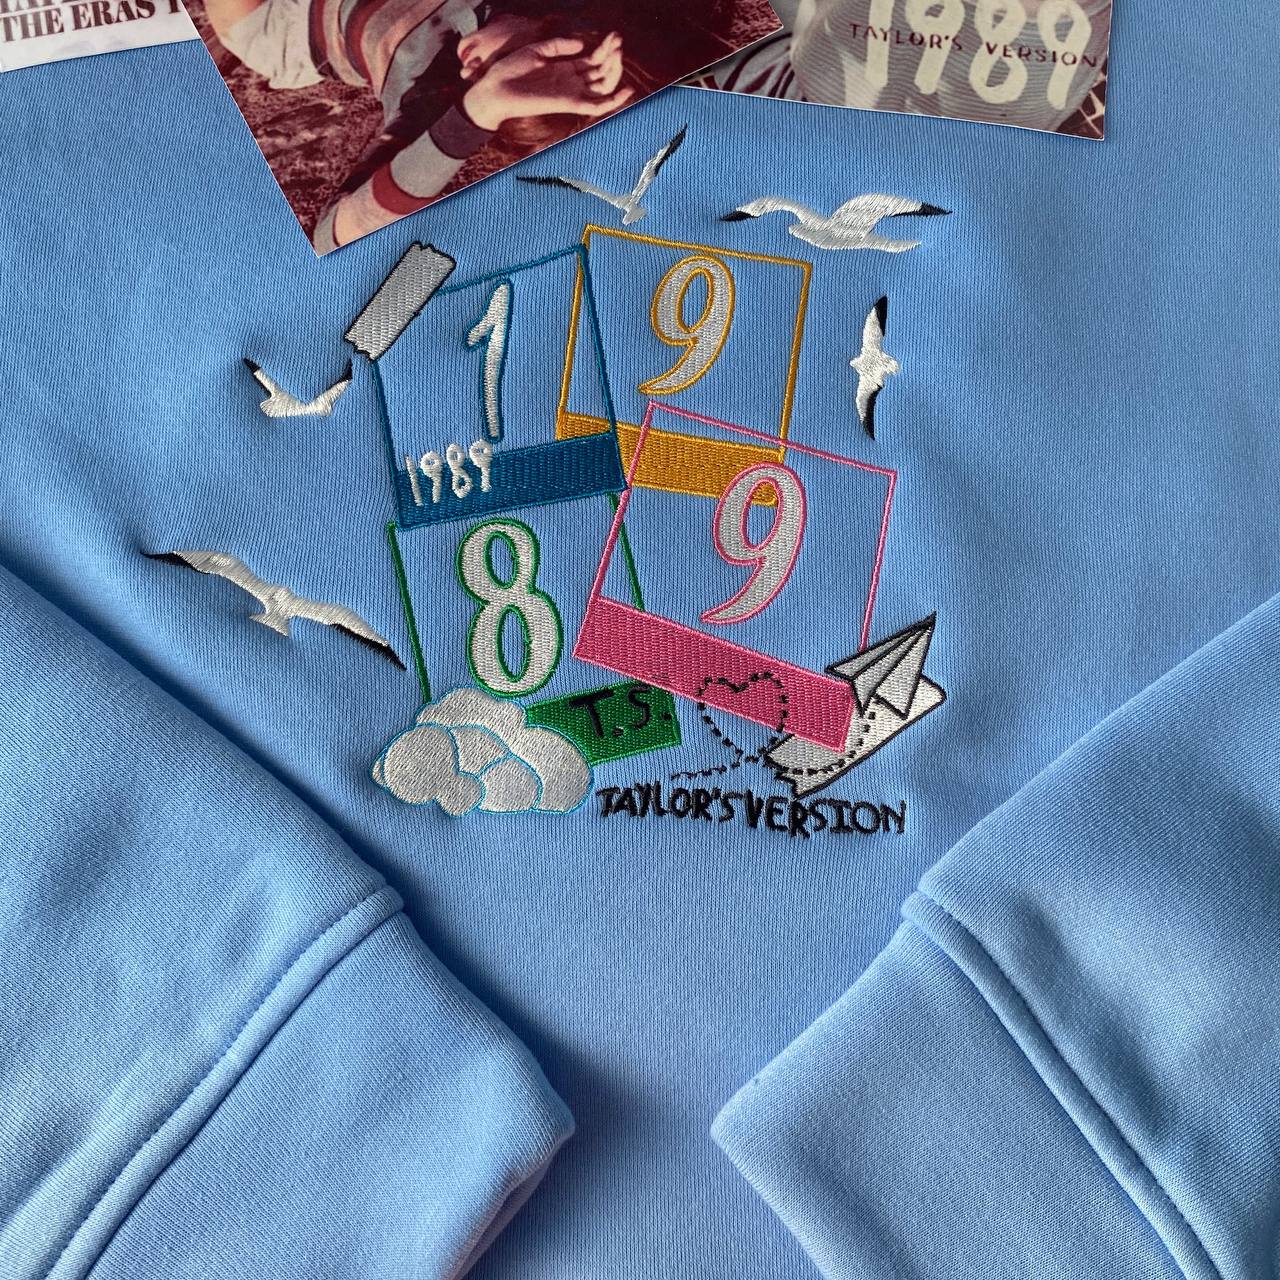 THE ERAS T
1989
TAYLOR'S VERSION
1
9
1989
8
9
T.S.
TAYLOR'S VERSION